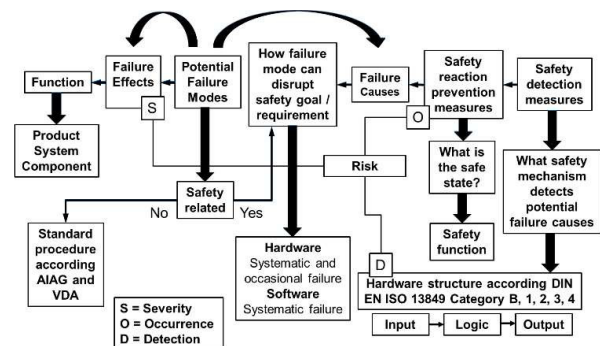 Function
Failure
Effects
S
Potential
Failure
Modes
How failure
mode can
disrupt
safety goal /
requirement
Failure
Causes
O
Safety
reaction
prevention
measures
Safety
detection
measures
Product
System
Component
Risk
What is
the safe
state?
What safety
mechanism
detects
potential
failure causes
No
Safety
related
Yes
Standard
procedure
according
AIAG and
VDA
Hardware
Systematic and
occasional failure
Software
Systematic failure
Safety
function
D
Hardware structure according DIN
EN ISO 13849 Category B, 1, 2, 3, 4
S = Severity
O = Occurrence
D = Detection
Input
Logic
Output